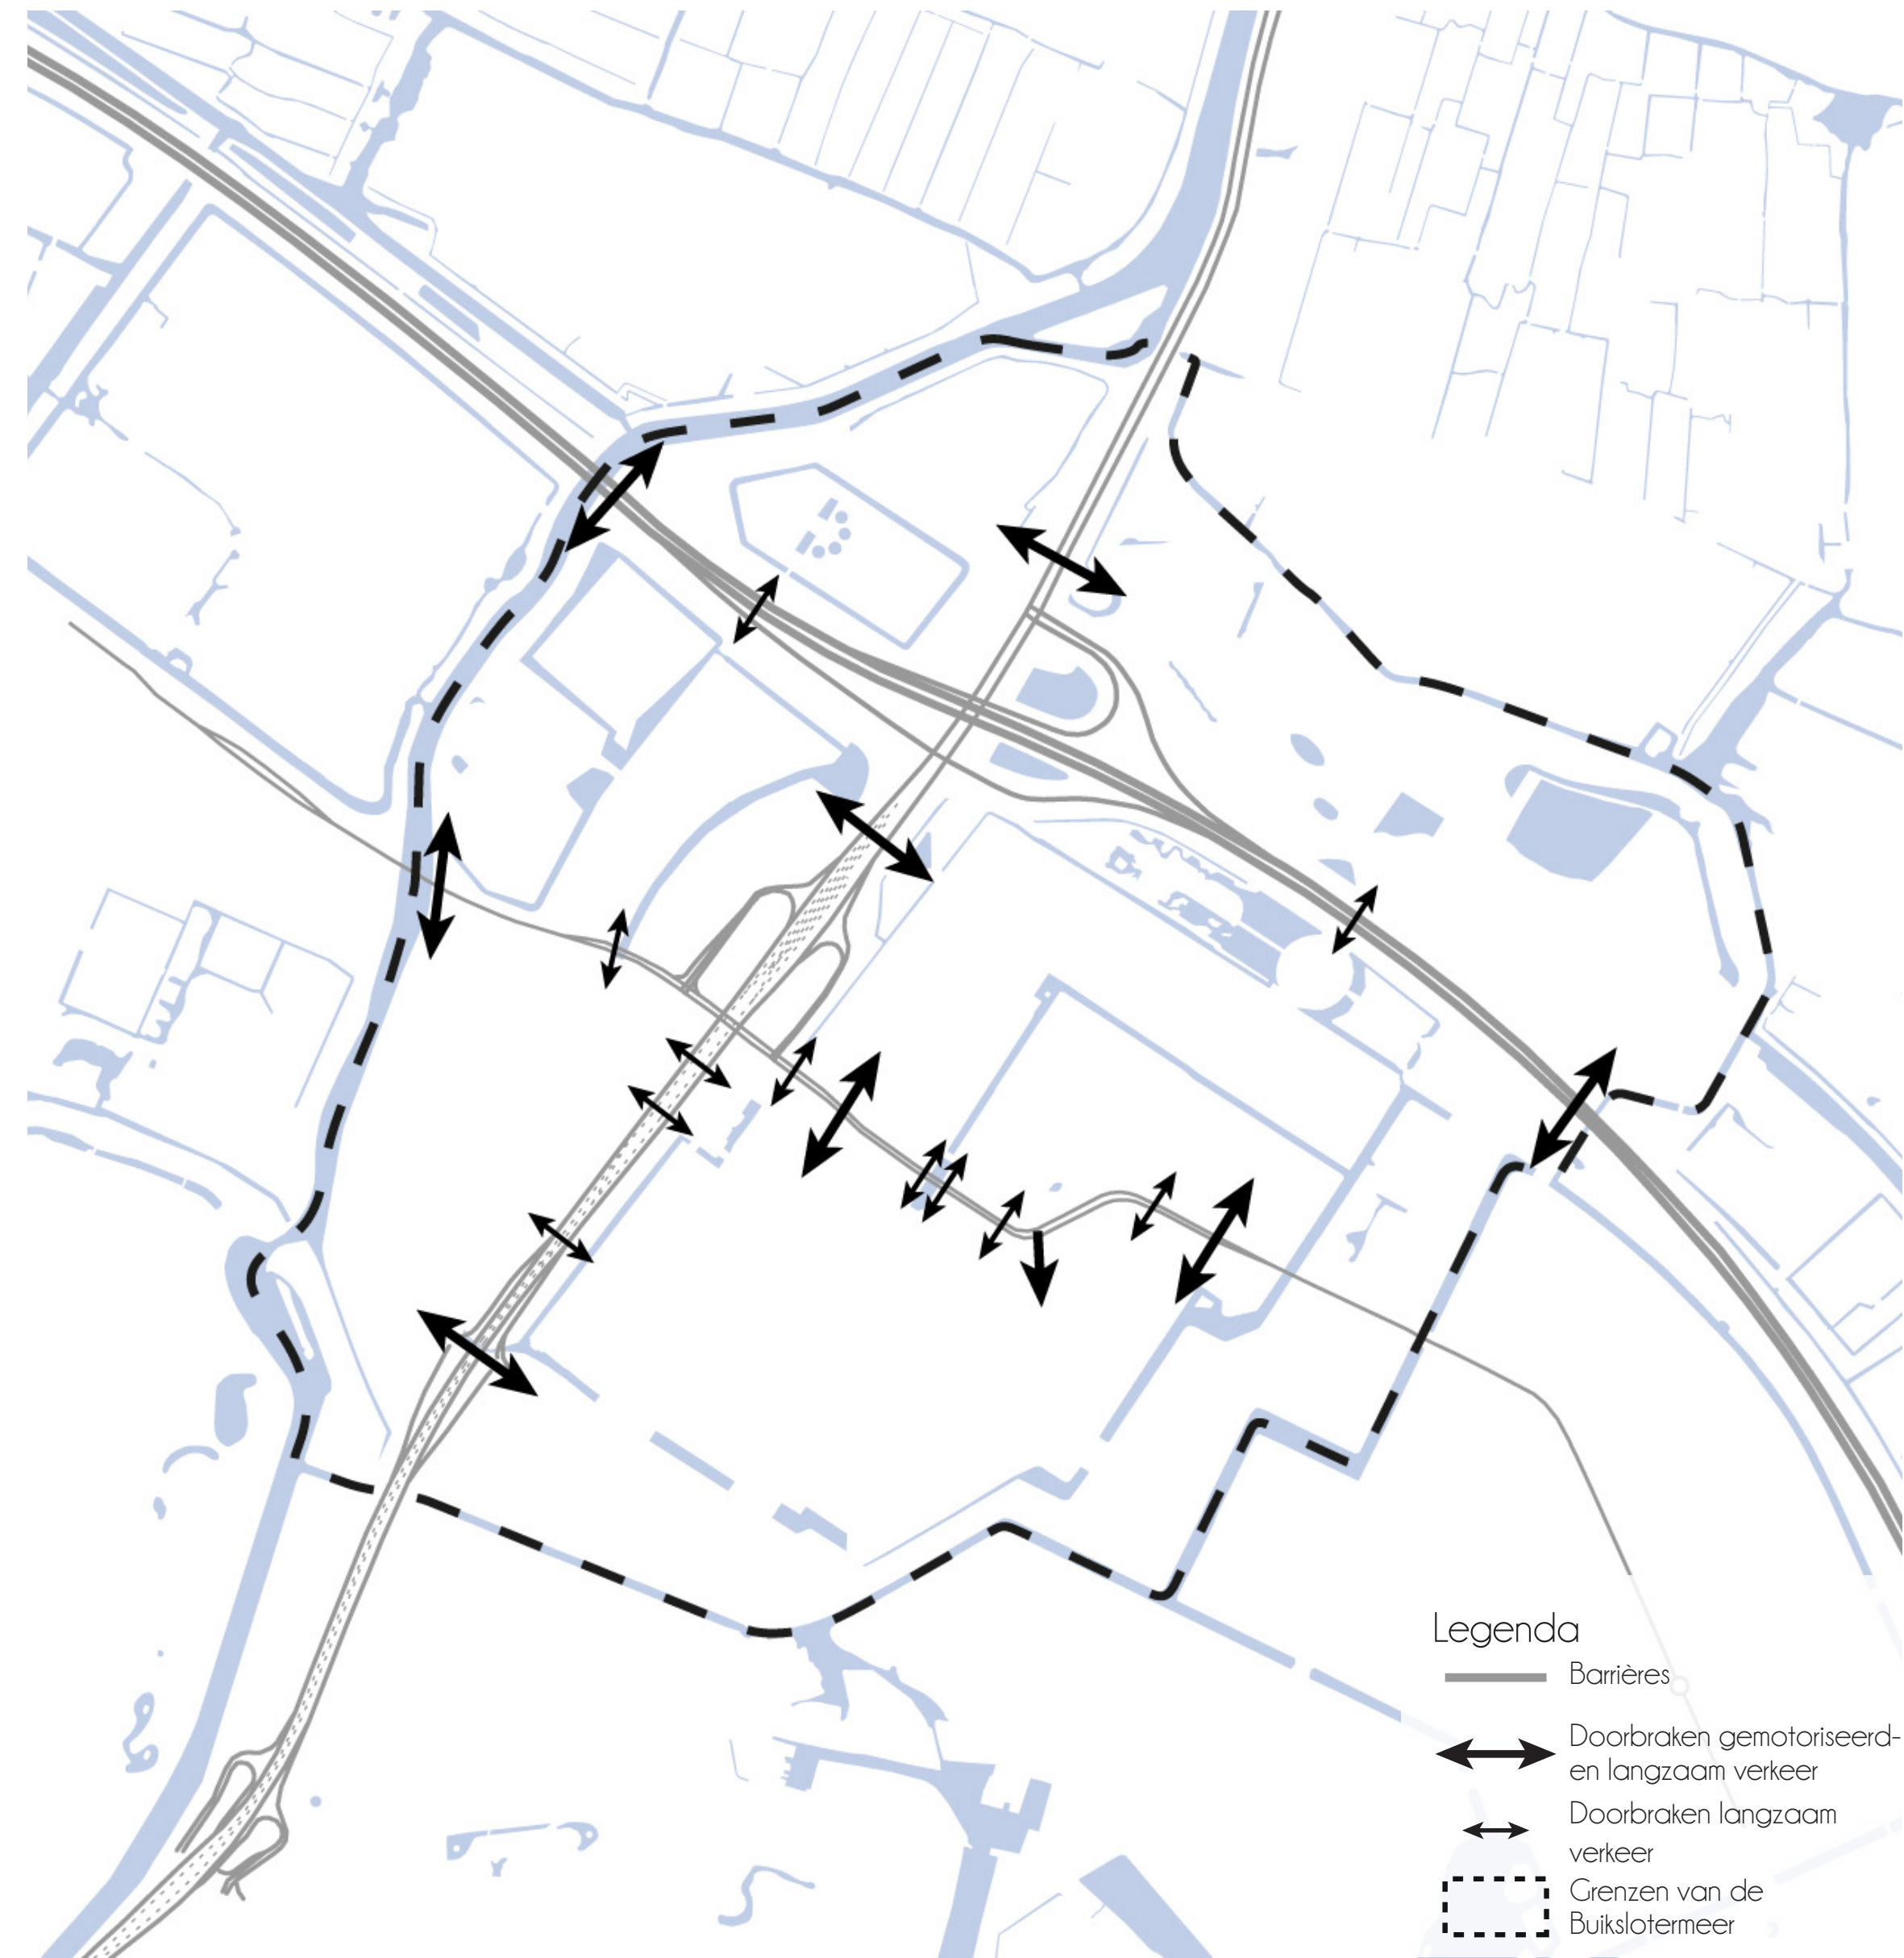 Legenda
Barrières
Doorbraken gemotoriseerd-
en langzaam verkeer
Doorbraken langzaam
verkeer
Grenzen van de
Buikslotermeer